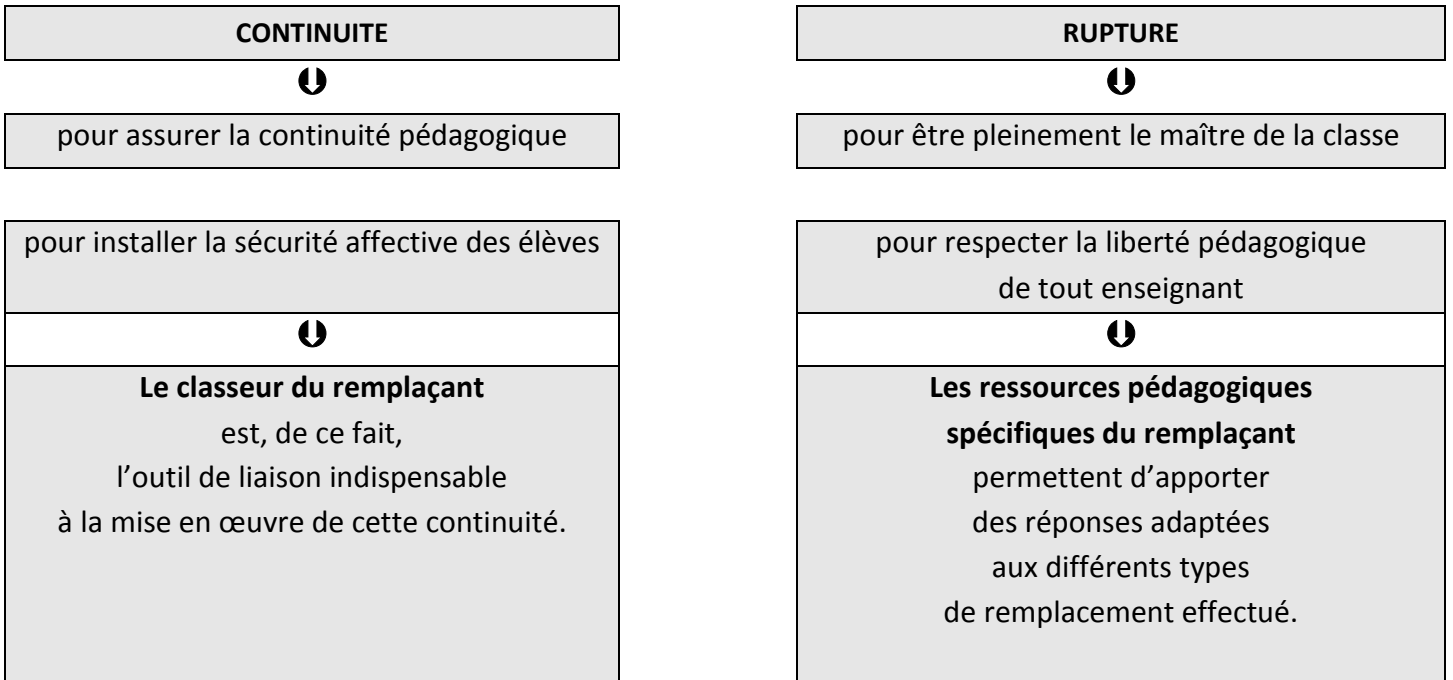 CONTINUITE
pour assurer la continuité pédagogique
pour installer la sécurité affective des élèves
Le classeur du remplaçant
est, de ce fait,
l’outil de liaison indispensable
à la mise en œuvre de cette continuité.
RUPTURE
pour être pleinement le maître de la classe
pour respecter la liberté pédagogique
de tout enseignant
Les ressources pédagogiques
spécifiques du remplaçant
permettent d’apporter
des réponses adaptées
aux différents types
de remplacement effectué.